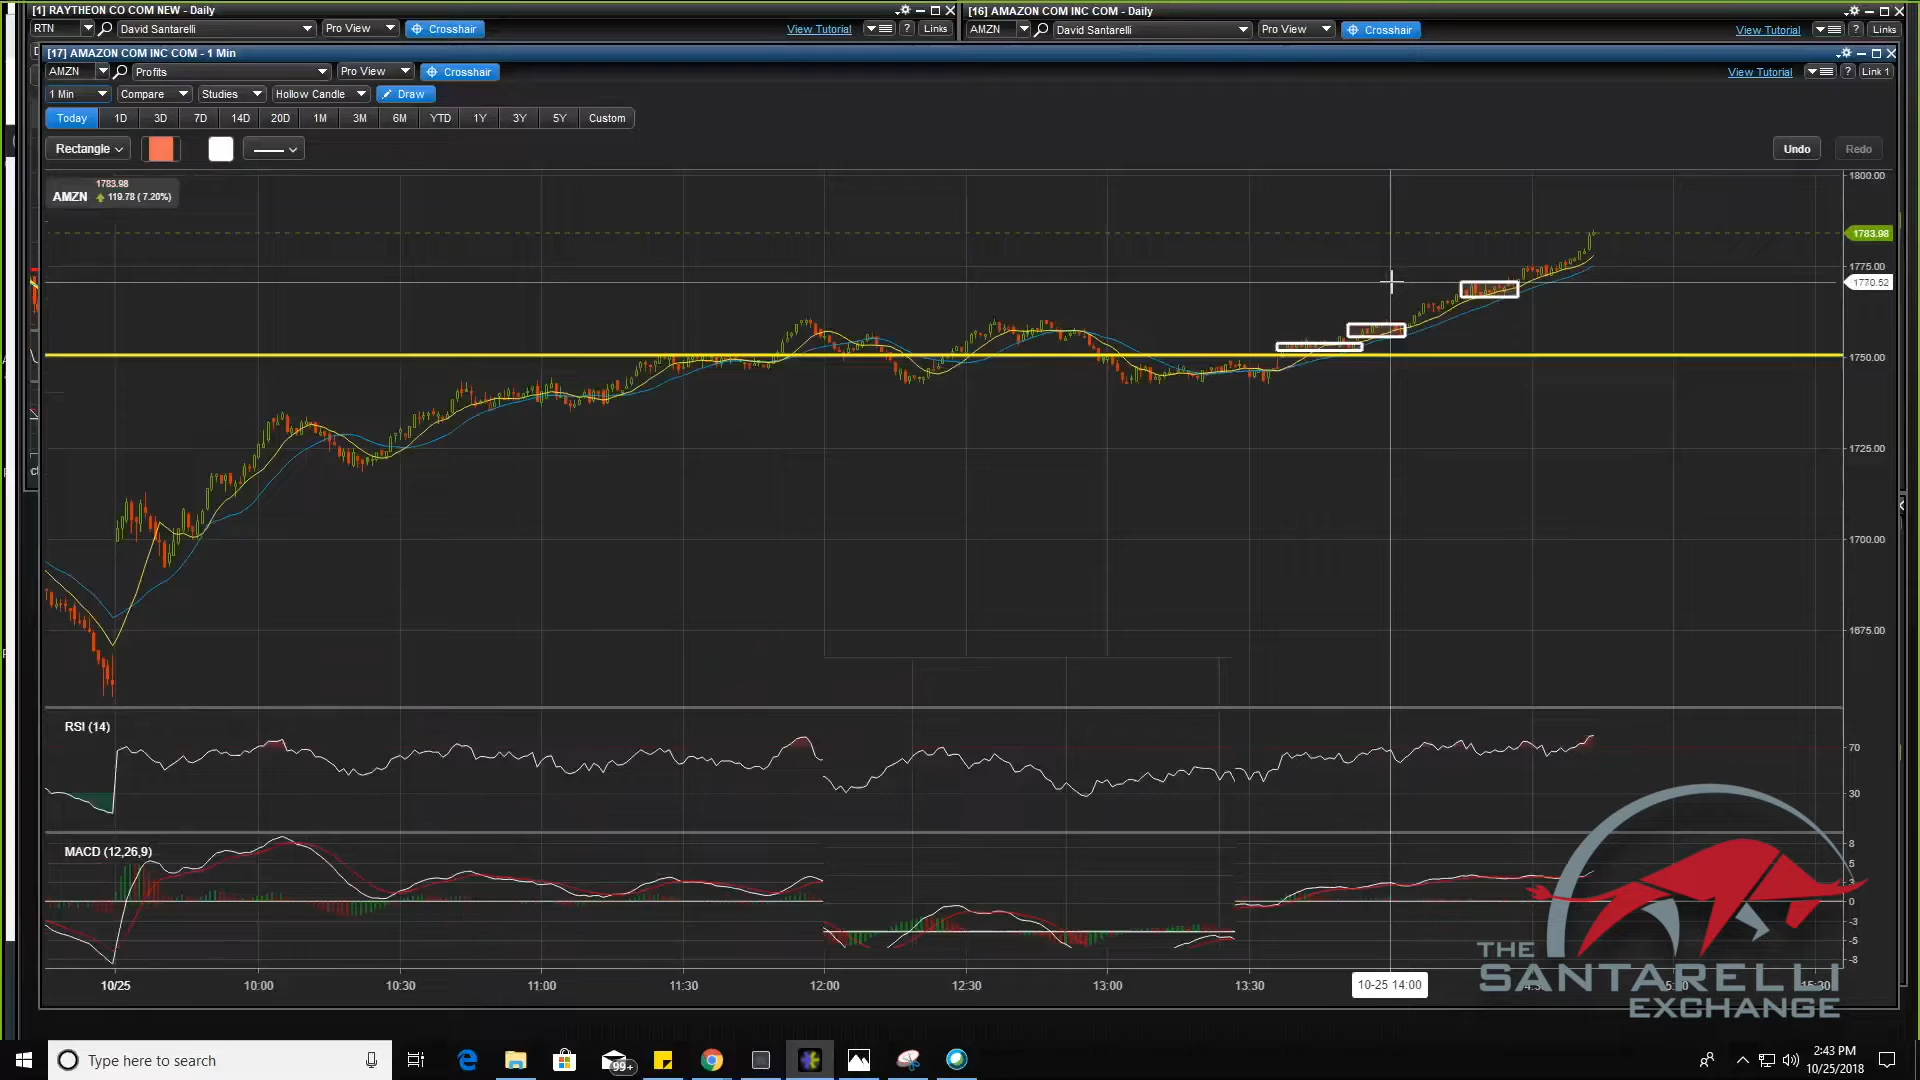 [1] RAYTHEON CO COM NEW - Daily
[16] AMAZON COM INC COM - Daily
RTN David Santarelli Pro View Crosshair View Tutorial ? Links
AMZN David Santarelli Pro View Crosshair View Tutorial ? Links
[17] AMAZON COM INC COM - 1 Min
AMZN Profits Pro View Crosshair View Tutorial ? Link 1
1 Min Compare Studies Hollow Candle Draw
Today 1D 3D 7D 14D 20D 1M 3M 6M YTD 1Y 3Y 5Y Custom
Rectangle Undo Redo
1783.98
AMZN 119.78 ( 7.20%)
1800.00
1783.98
1775.00
1770.52
1750.00
1725.00
1700.00
1675.00
RSI (14)
70
30
MACD (12,26,9)
8
5
3
0
-3
-5
-8
10/25 10:00 10:30 11:00 11:30 12:00 12:30 13:00 13:30 10-25 14:00 15:30
THE
SANTARELLI
EXCHANGE
Type here to search
99+
2:43 PM
10/25/2018